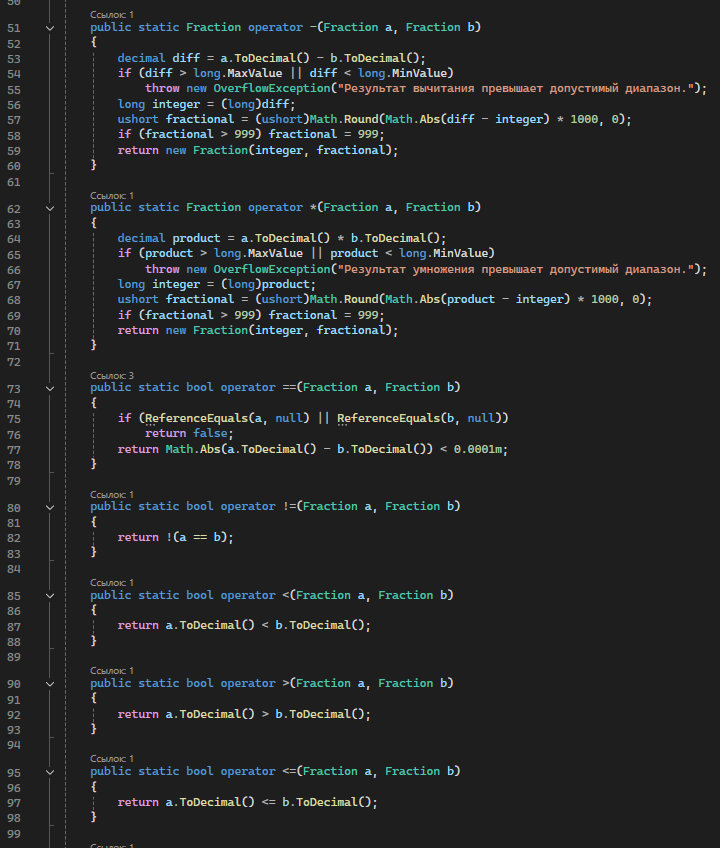 50
Ссылок: 1
51 public static Fraction operator -(Fraction a, Fraction b)
52 {
53 decimal diff = a.ToDecimal() - b.ToDecimal();
54 if (diff > long.MaxValue || diff < long.MinValue)
55 throw new OverflowException("Результат вычитания превышает допустимый диапазон.");
56 long integer = (long)diff;
57 ushort fractional = (ushort)Math.Round(Math.Abs(diff - integer) * 1000, 0);
58 if (fractional > 999) fractional = 999;
59 return new Fraction(integer, fractional);
60 }
61
Ссылок: 1
62 public static Fraction operator *(Fraction a, Fraction b)
63 {
64 decimal product = a.ToDecimal() * b.ToDecimal();
65 if (product > long.MaxValue || product < long.MinValue)
66 throw new OverflowException("Результат умножения превышает допустимый диапазон.");
67 long integer = (long)product;
68 ushort fractional = (ushort)Math.Round(Math.Abs(product - integer) * 1000, 0);
69 if (fractional > 999) fractional = 999;
70 return new Fraction(integer, fractional);
71 }
72
Ссылок: 3
73 public static bool operator ==(Fraction a, Fraction b)
74 {
75 if (ReferenceEquals(a, null) || ReferenceEquals(b, null))
76 return false;
77 return Math.Abs(a.ToDecimal() - b.ToDecimal()) < 0.0001m;
78 }
79
Ссылок: 1
80 public static bool operator !=(Fraction a, Fraction b)
81 {
82 return !(a == b);
83 }
84
Ссылок: 1
85 public static bool operator <(Fraction a, Fraction b)
86 {
87 return a.ToDecimal() < b.ToDecimal();
88 }
89
Ссылок: 1
90 public static bool operator >(Fraction a, Fraction b)
91 {
92 return a.ToDecimal() > b.ToDecimal();
93 }
94
Ссылок: 1
95 public static bool operator <=(Fraction a, Fraction b)
96 {
97 return a.ToDecimal() <= b.ToDecimal();
98 }
99
Ссылок: 1